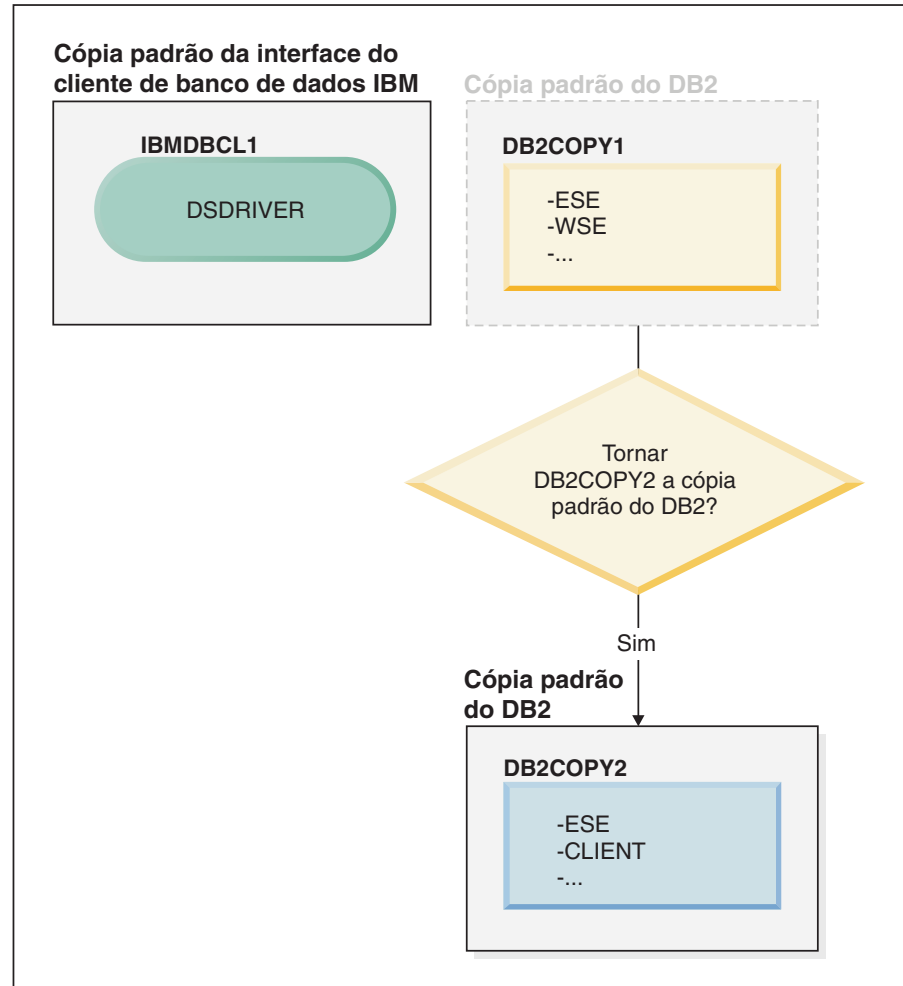 Cópia padrão da interface do
cliente de banco de dados IBM
IBMDBCL1
DSDRIVER
Cópia padrão do DB2
DB2COPY1
-ESE
-WSE
-...
Tornar
DB2COPY2 a cópia
padrão do DB2?
Sim
Cópia padrão
do DB2
DB2COPY2
-ESE
-CLIENT
-...